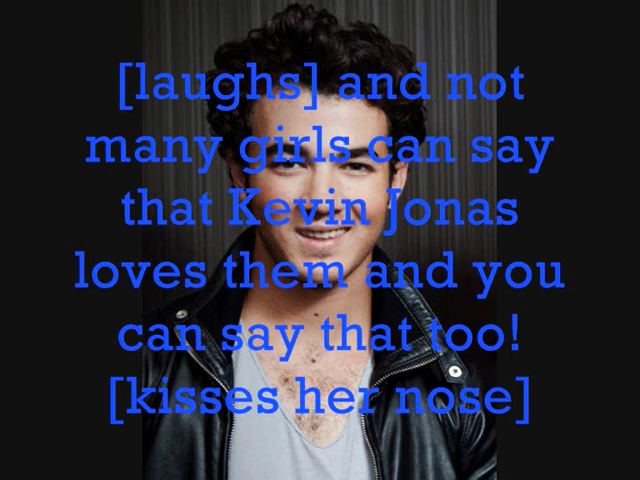 [laughs] and not
many girls can say
that Kevin Jonas
loves them and you
can say that too!
[kisses her nose]